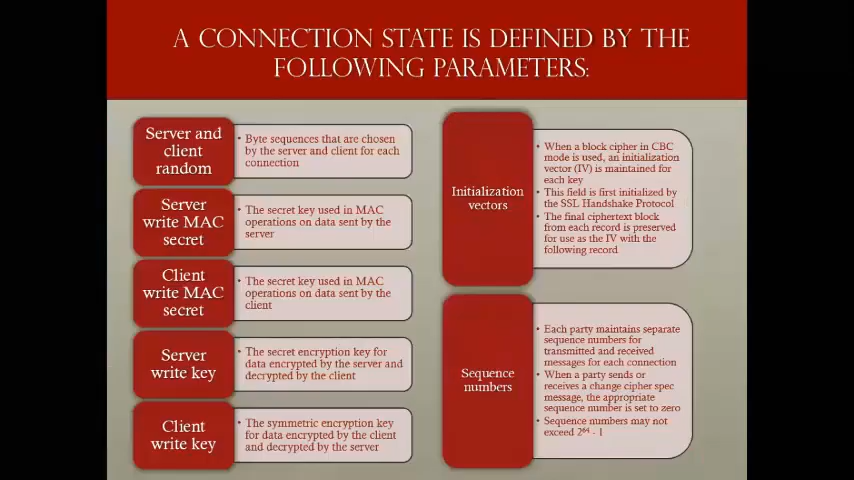 A CONNECTION STATE IS DEFINED BY THE
FOLLOWING PARAMETERS:
Server and
client
random
• Byte sequences that are chosen
by the server and client for each
connection
Server
write MAC
secret
• The secret key used in MAC
operations on data sent by the
server
Client
write MAC
secret
• The secret key used in MAC
operations on data sent by the
client
Server
write key
• The secret encryption key for
data encrypted by the server and
decrypted by the client
Client
write key
• The symmetric encryption key
for data encrypted by the client
and decrypted by the server
Initialization
vectors
• When a block cipher in CBC
mode is used, an initialization
vector (IV) is maintained for
each key
• This field is first initialized by
the SSL Handshake Protocol
• The final ciphertext block
from each record is preserved
for use as the IV with the
following record
Sequence
numbers
• Each party maintains separate
sequence numbers for
transmitted and received
messages for each connection
• When a party sends or
receives a change cipher spec
message, the appropriate
sequence number is set to zero
• Sequence numbers may not
exceed 2⁶⁴ - 1